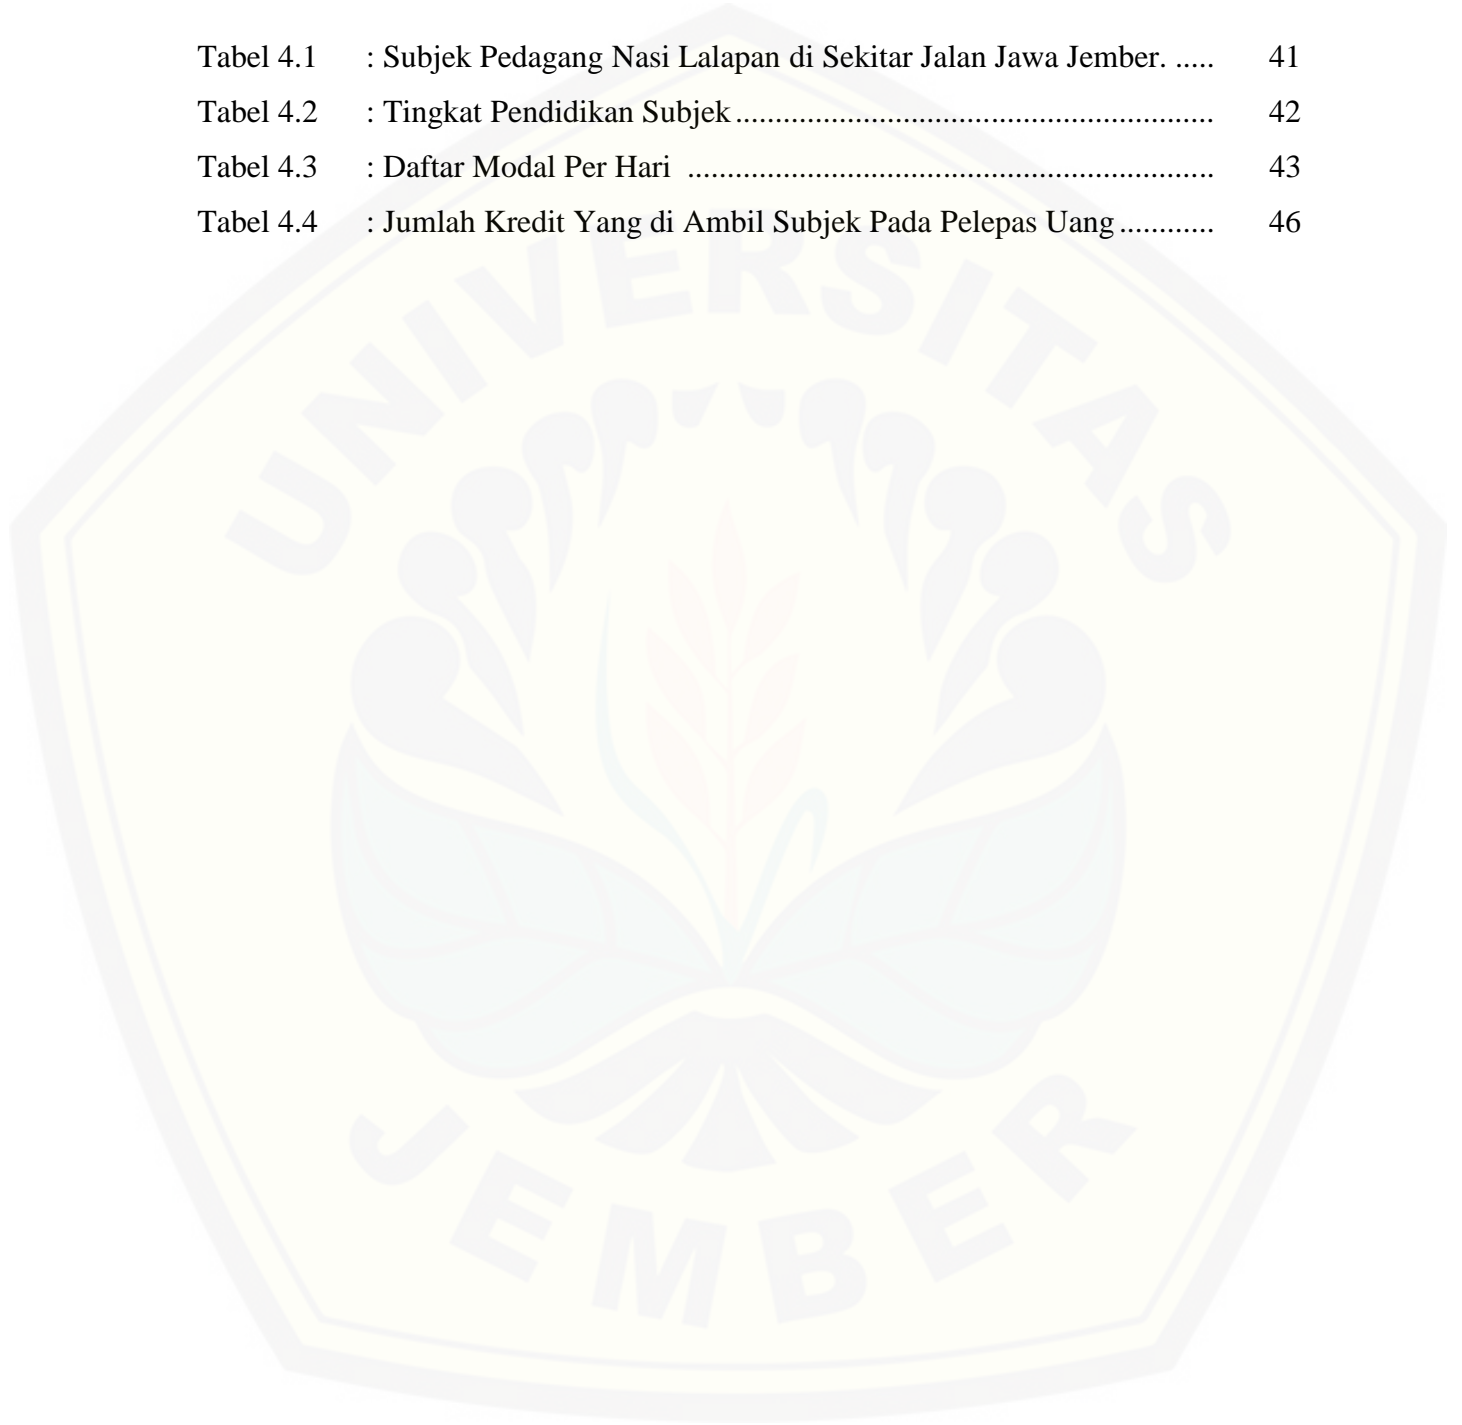 Tabel 4.1 : Subjek Pedagang Nasi Lalapan di Sekitar Jalan Jawa Jember. ..... 41
Tabel 4.2 : Tingkat Pendidikan Subjek ............................................................ 42
Tabel 4.3 : Daftar Modal Per Hari .................................................................. 43
Tabel 4.4 : Jumlah Kredit Yang di Ambil Subjek Pada Pelepas Uang ............ 46
UNIVERSITAS
JEMBER